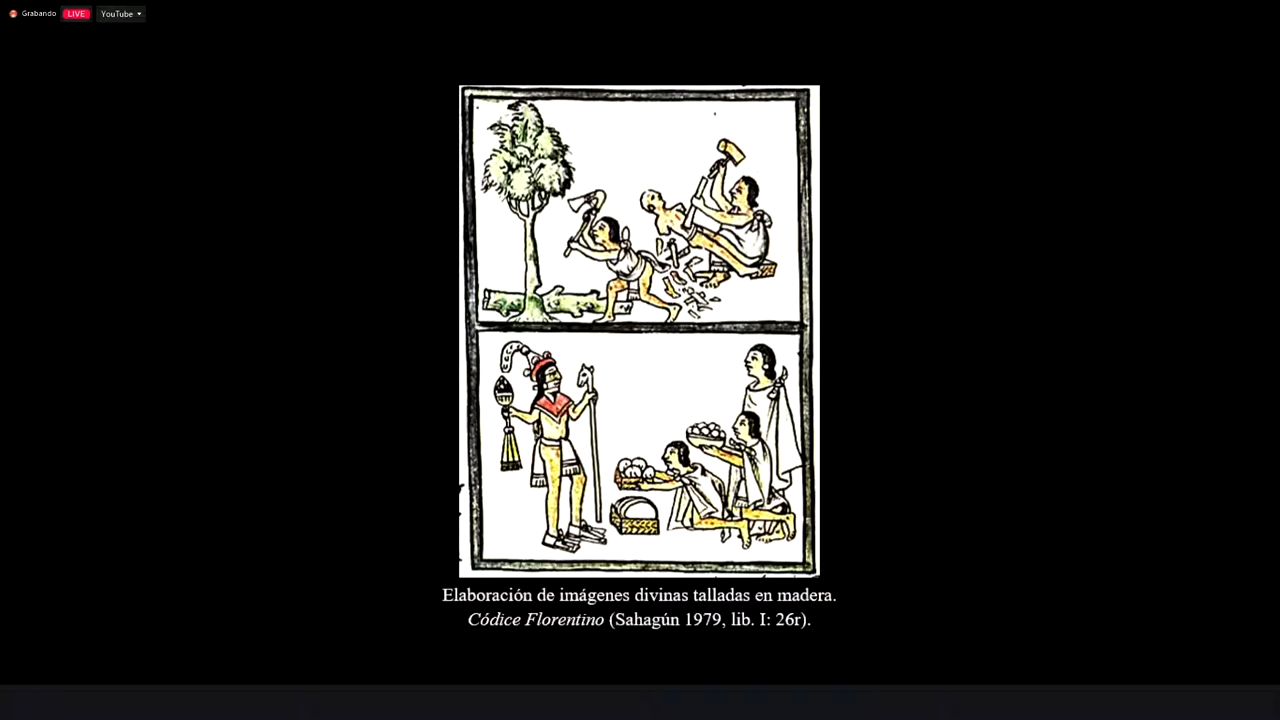 Grabando LIVE YouTube
Elaboración de imágenes divinas talladas en madera.
Códice Florentino (Sahagún 1979, lib. I: 26r).